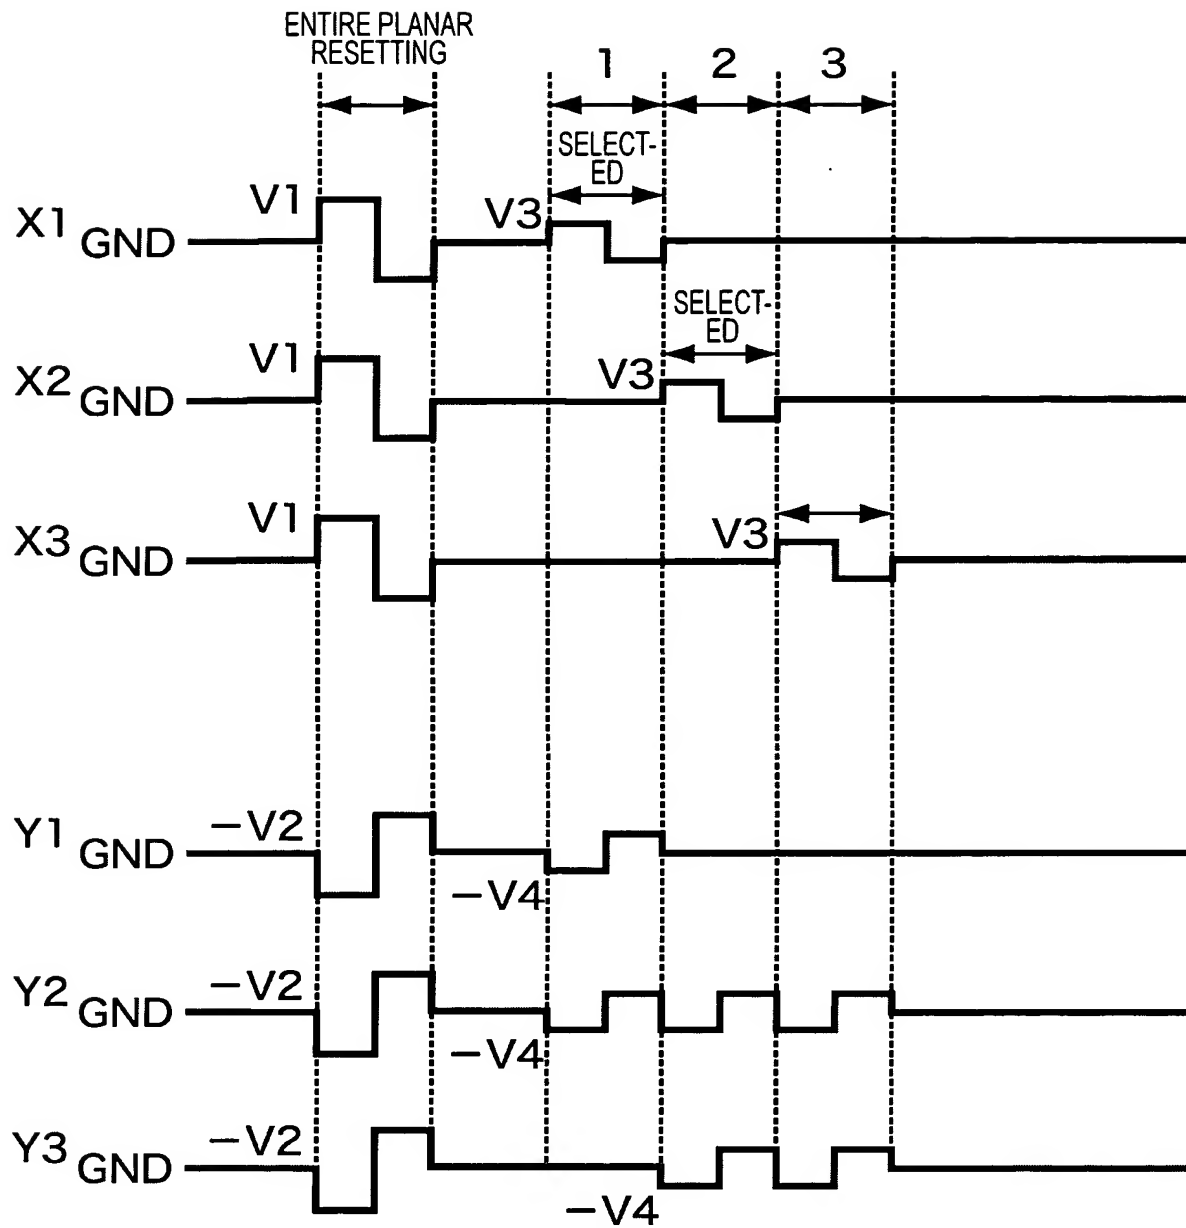 ENTIRE PLANAR
RESETTING
1 2 3
SELECT-
ED
V1 V3
X1 GND
SELECT-
ED
V1 V3
X2 GND
V1 V3
X3 GND
Y1 GND -V2
-V4
Y2 GND -V2
-V4
Y3 GND -V2
-V4